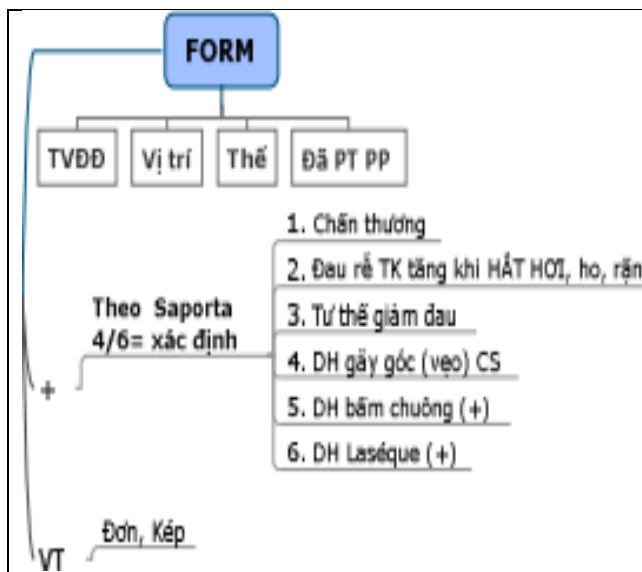 FORM
TVĐĐ
Vị trí
Thế
Đã PT PP
1. Chấn thương
2. Đau rễ TK tăng khi HẮT HƠI, ho, rặn
Theo Saporta
4/6= xác định
3. Tư thế giảm đau
4. DH gãy góc (vẹo) CS
+
5. DH bấm chuông (+)
6. DH Laséque (+)
Đơn, Kép
VT